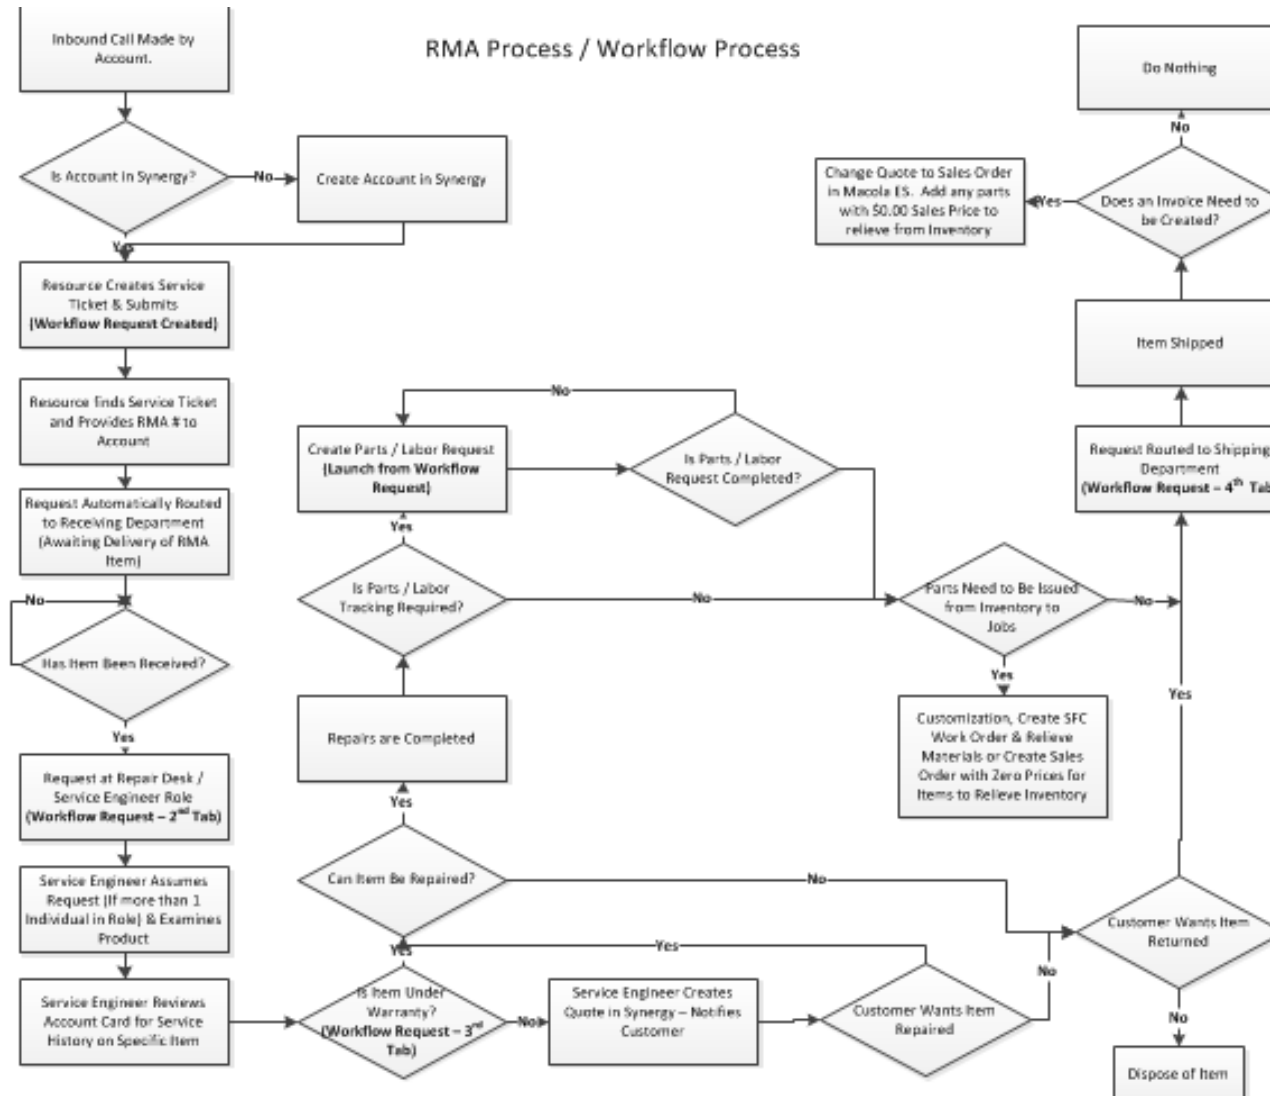 RMA Process / Workflow Process
Inbound Call Made by
Account.
Is Account in Synergy?
No
Create Account in Synergy
Yes
Resource Creates Service
Ticket & Submits
(Workflow Request Created)
Resource finds Service Ticket
and Provides RMA # to
Account
Request Automatically Routed
to Receiving Department
(Awaiting Delivery of RMA
Item)
No
Has Item Been Received?
Yes
Request at Repair Desk /
Service Engineer Role
(Workflow Request – 2nd Tab)
Service Engineer Assumes
Request (If more than 1
Individual in Role) & Examines
Product
Service Engineer Reviews
Account Card for Service
History on Specific Item
Is Item Under
Warranty?
(Workflow Request – 3rd
Tab)
No
Service Engineer Creates
Quote in Synergy – Notifies
Customer
Customer Wants Item
Repaired
Yes
No
Yes
Can Item Be Repaired?
No
Yes
Repairs are Completed
Is Parts / Labor
Tracking Required?
No
Yes
Create Parts / Labor Request
(Launch from Workflow
Request)
Is Parts / Labor
Request Completed?
No
Parts Need to Be Issued
from Inventory to
Jobs
No
Yes
Customization, Create SFC
Work Order & Relieve
Materials or Create Sales
Order with Zero Prices for
Items to Relieve Inventory
Customer Wants Item
Returned
No
Dispose of Item
Yes
Request Routed to Shipping
Department
(Workflow Request – 4th Tab
Item Shipped
Does an Invoice Need to
be Created?
Yes
Change Quote to Sales Order
in Macola ES. Add any parts
with $0.00 Sales Price to
relieve from Inventory
No
Do Nothing